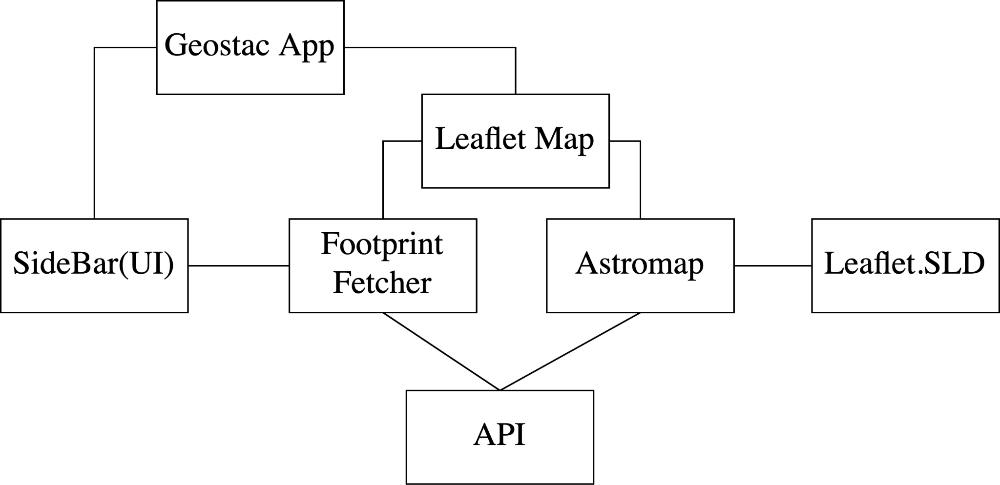 Geostac App
Leaflet Map
SideBar(UI)
Footprint
Fetcher
Astromap
Leaflet.SLD
API